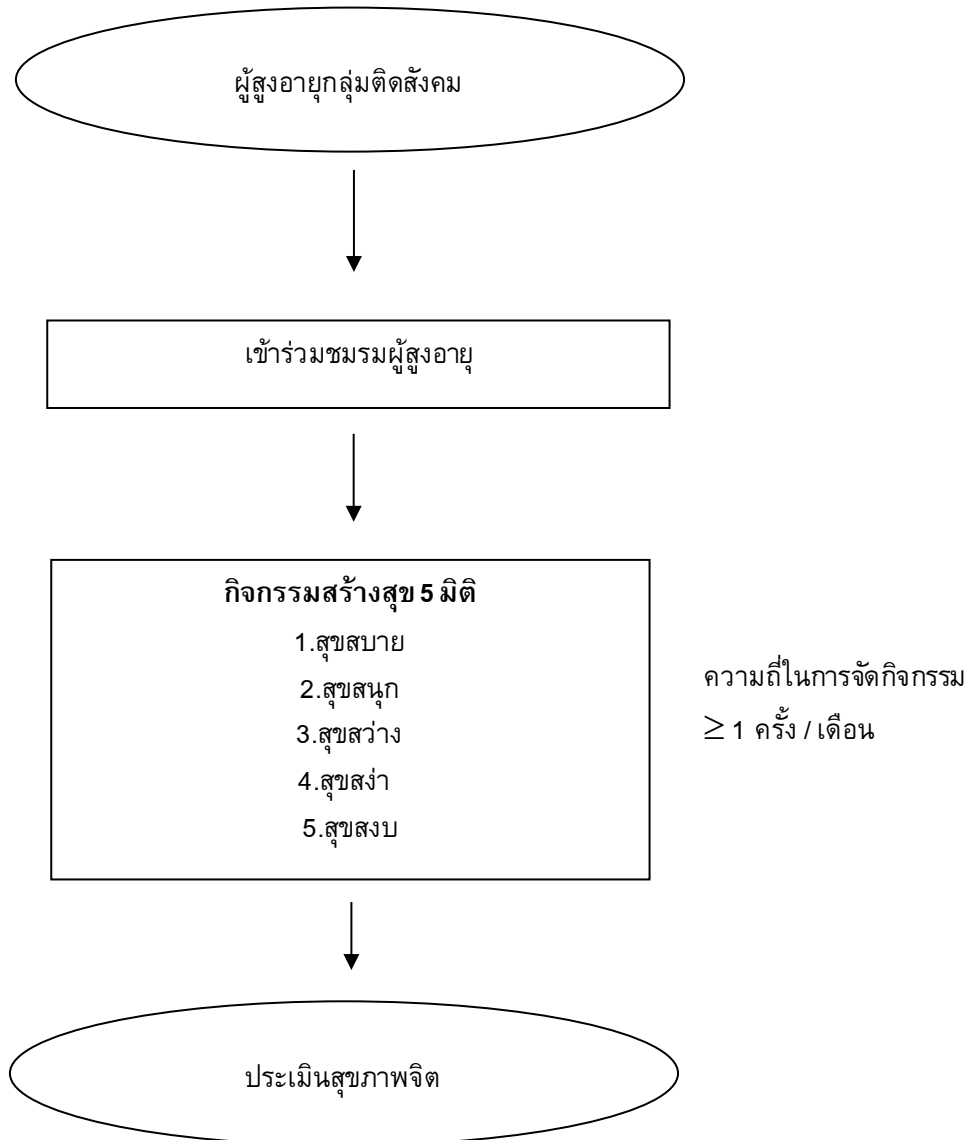 ผู้สูงอายุกลุ่มติดสังคม
เข้าร่วมชมรมผู้สูงอายุ
กิจกรรมสร้างสุข 5 มิติ
1.สุขสบาย
2.สุขสนุก
3.สุขสว่าง
4.สุขสง่า
5.สุขสงบ
ความถี่ในการจัดกิจกรรม
≥ 1 ครั้ง / เดือน
ประเมินสุขภาพจิต